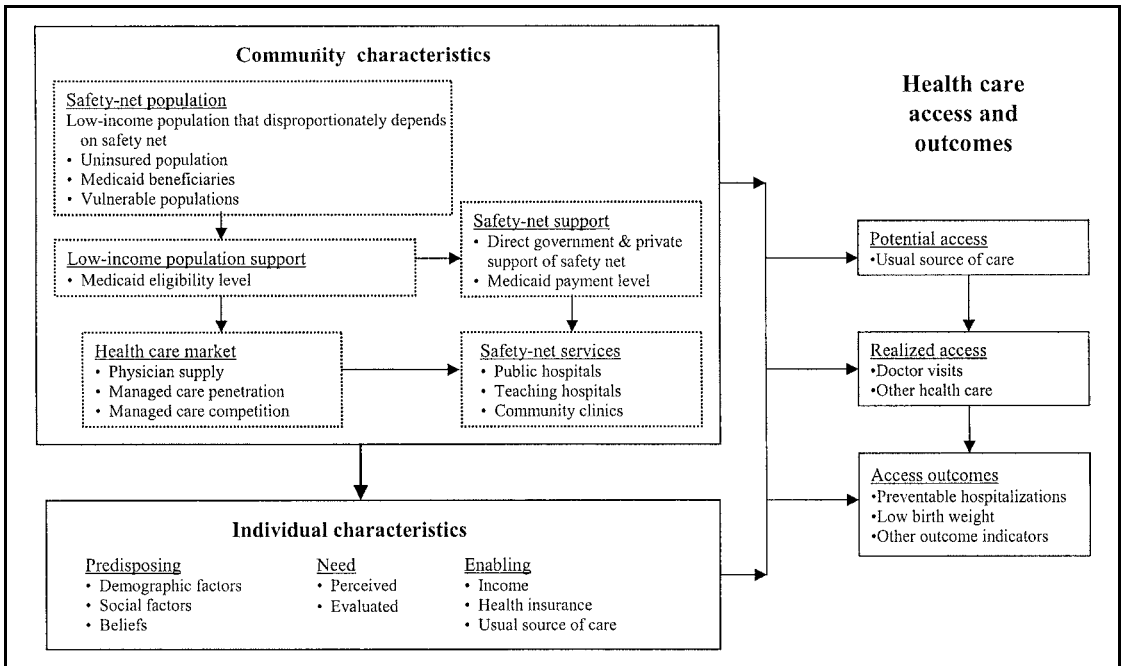 Community characteristics
Safety-net population
Low-income population that disproportionately depends
on safety net
• Uninsured population
• Medicaid beneficiaries
• Vulnerable populations
Low-income population support
• Medicaid eligibility level
Safety-net support
• Direct government & private
support of safety net
• Medicaid payment level
Health care market
• Physician supply
• Managed care penetration
• Managed care competition
Safety-net services
• Public hospitals
• Teaching hospitals
• Community clinics
Individual characteristics
Predisposing
• Demographic factors
• Social factors
• Beliefs
Need
• Perceived
• Evaluated
Enabling
• Income
• Health insurance
• Usual source of care
Health care
access and
outcomes
Potential access
•Usual source of care
Realized access
•Doctor visits
•Other health care
Access outcomes
•Preventable hospitalizations
•Low birth weight
•Other outcome indicators